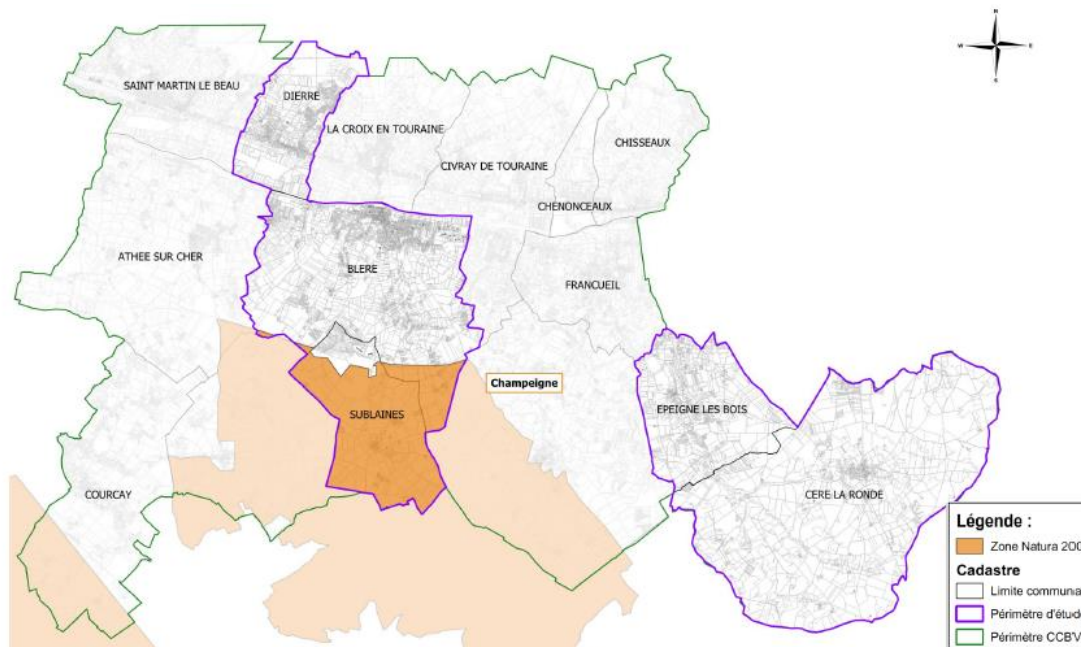 N
W E
S
SAINT MARTIN LE BEAU
DIERRE
LA CROIX EN TOURAINE
CHISSEAUX
CIVRAY DE TOURAINE
CHENONCEAUX
ATHEE SUR CHER
BLERE
FRANCUEIL
Champeigne
SUBLAINES
EPEIGNE LES BOIS
COURCAY
CERE LA RONDE
Légende :
Zone Natura 200
Cadastre
Limite communa
Périmètre d'étud
Périmètre CCBV